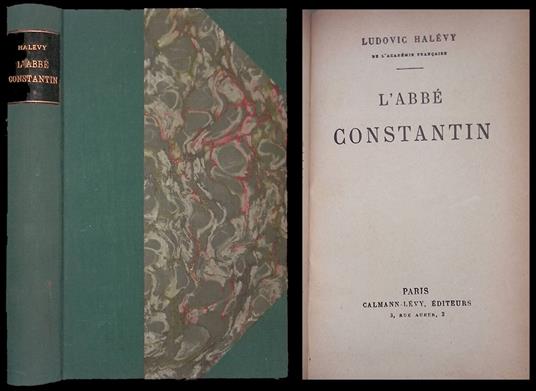 HALÉVY
L'ABBÉ
CONSTANTIN
LUDOVIC HALÉVY
DE L'ACADÉMIE FRANÇAISE
L'ABBÉ
CONSTANTIN
PARIS
CALMANN-LÉVY, ÉDITEURS
3, RUE AUBER, 3